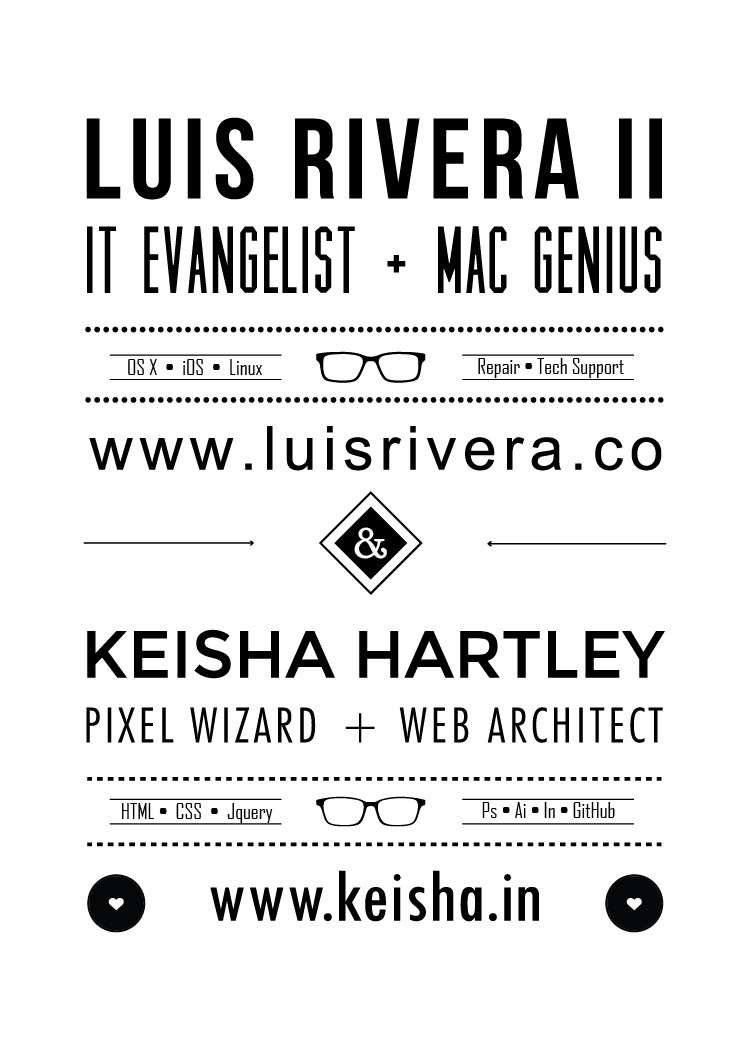 LUIS RIVERA II
IT EVANGELIST + MAC GENIUS
OS X • iOS • Linux
Repair • Tech Support
www.luisrivera.co
&
KEISHA HARTLEY
PIXEL WIZARD + WEB ARCHITECT
HTML • CSS • Jquery
Ps • Ai • In • GitHub
www.keisha.in